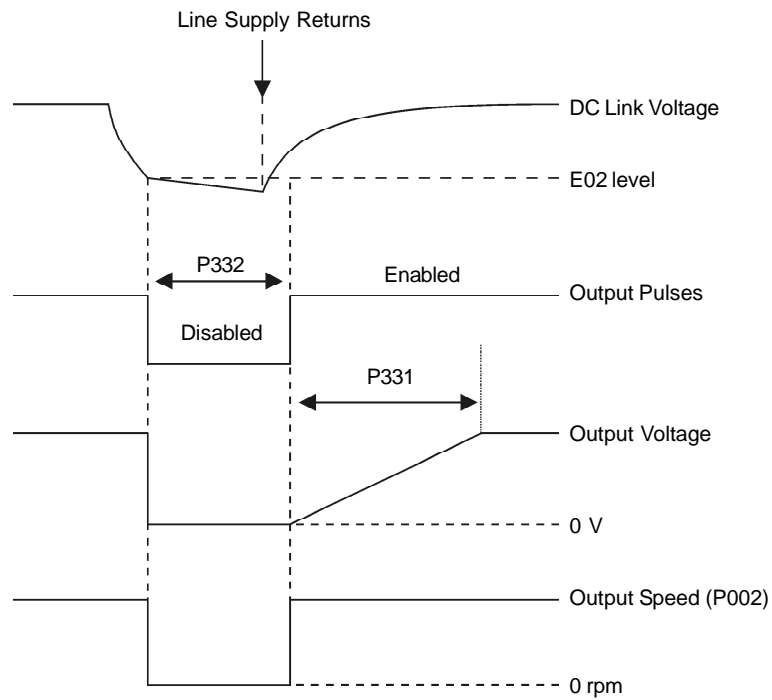 Line Supply Returns
DC Link Voltage
E02 level
P332
Enabled
Output Pulses
Disabled
P331
Output Voltage
0 V
Output Speed (P002)
0 rpm